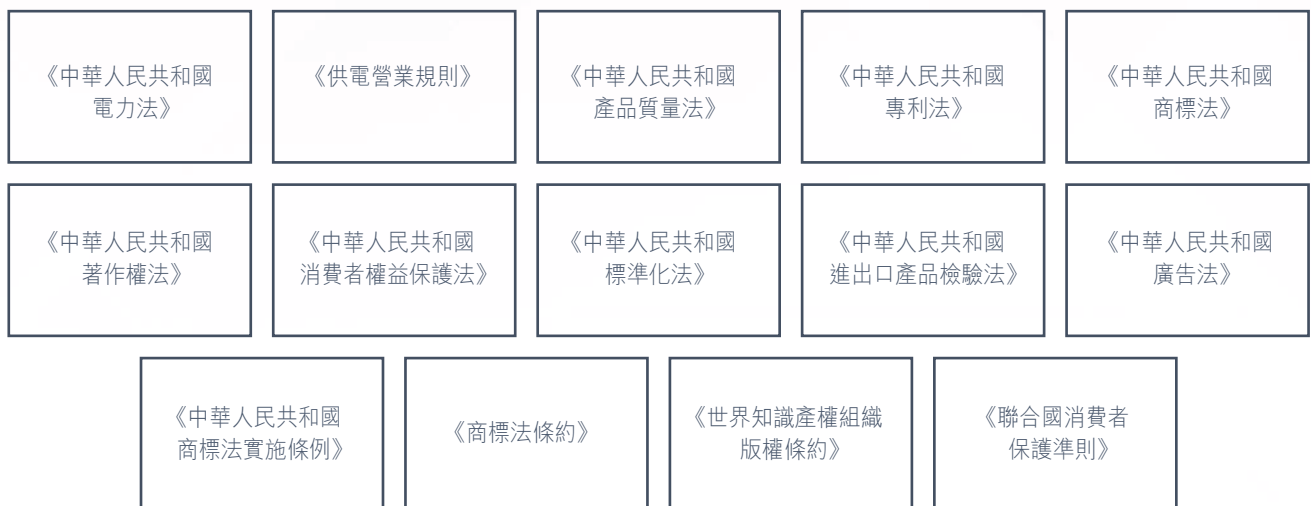 《中華人民共和國
電力法》
《供電營業規則》
《中華人民共和國
產品質量法》
《中華人民共和國
專利法》
《中華人民共和國
商標法》
《中華人民共和國
著作權法》
《中華人民共和國
消費者權益保護法》
《中華人民共和國
標準化法》
《中華人民共和國
進出口產品檢驗法》
《中華人民共和國
廣告法》
《中華人民共和國
商標法實施條例》
《商標法條約》
《世界知識產權組織
版權條約》
《聯合國消費者
保護準則》